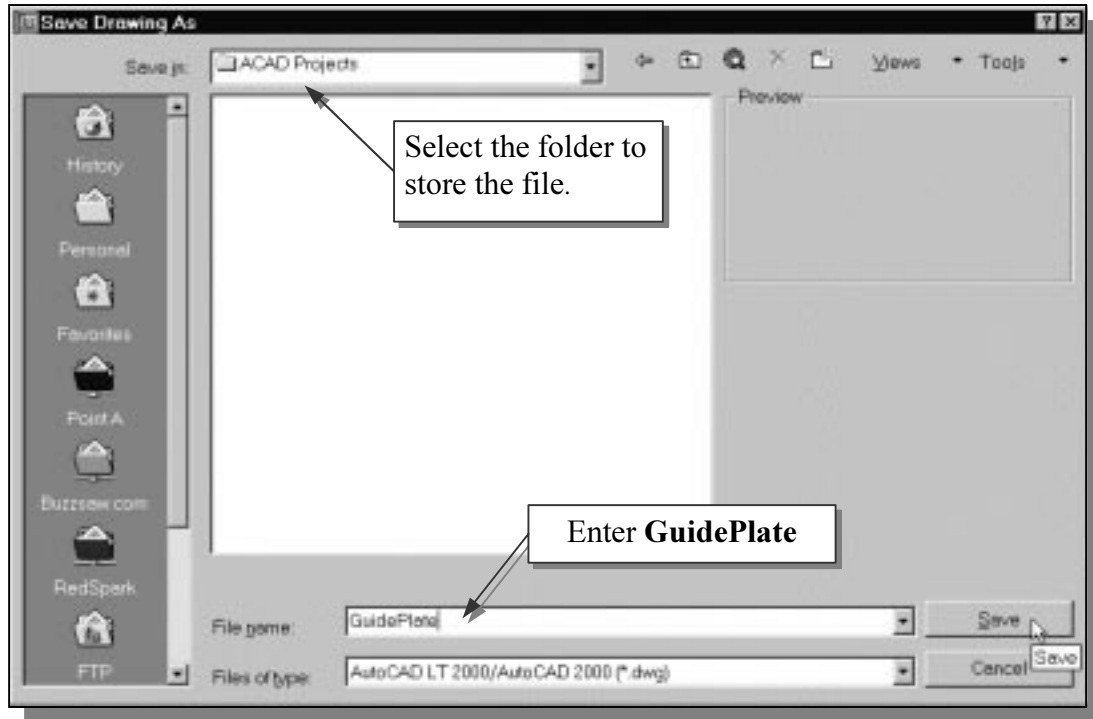 Save Drawing As
Save in: ACAD Projects Views Tools
Preview
Select the folder to
store the file.
History
Personal
Favorites
Point A
Buzzsaw.com
RedSpark
FTP
Enter GuidePlate
File name: GuidePlate Save
Save
Files of type: AutoCAD LT 2000/AutoCAD 2000 (*.dwg) Cancel